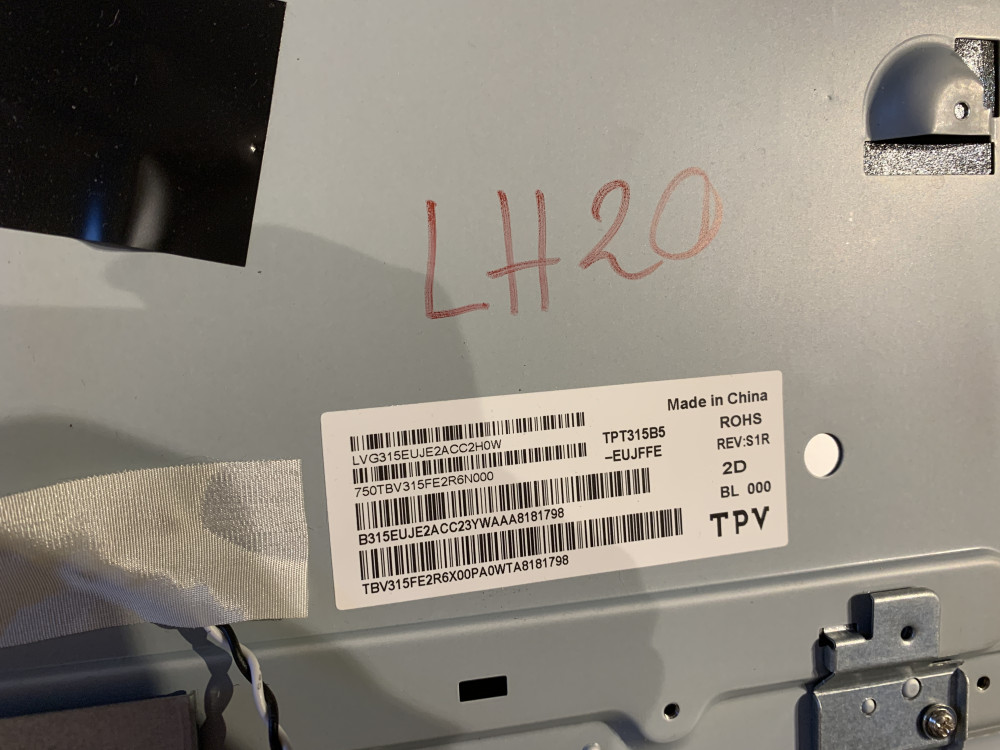 LH20
Made in China
LVG315EUJE2ACC2H0W
TPT315B5
ROHS
-EUJFFE
REV:S1R
750TBV315FE2R6N000
2D
BL 000
B315EUJE2ACC23YWAAA8181798
TPV
TBV315FE2R6X00PA0WTA8181798